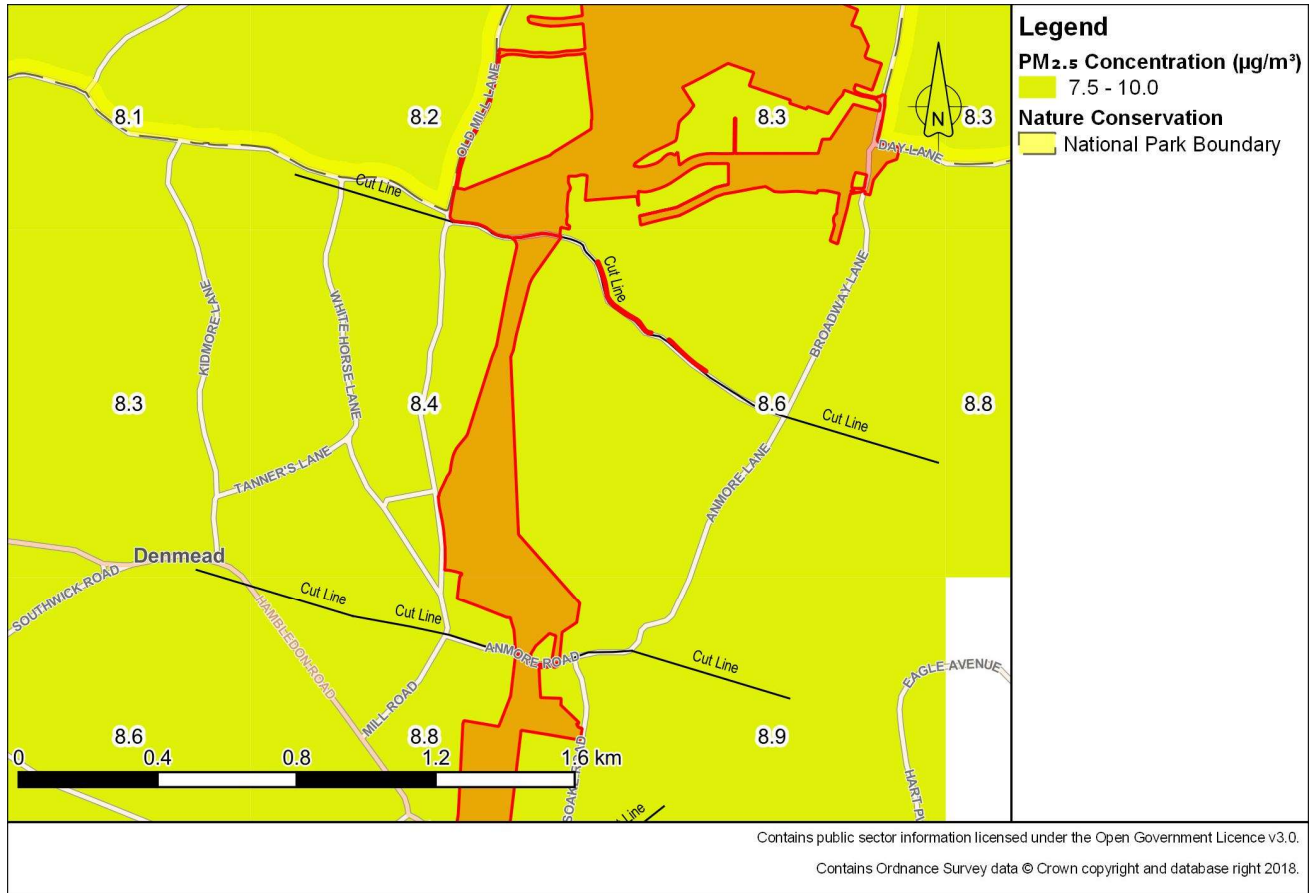 Legend
PM2.5 Concentration (µg/m³)
7.5 - 10.0
Nature Conservation
National Park Boundary
N
8.1
8.2
8.3
8.3
OLD MILL LANE
DAY LANE
Cut Line
Cut Line
KIDMORE LANE
WHITE HORSE LANE
BROADWAY LANE
8.3
8.4
8.6
8.8
Cut Line
TANNER'S LANE
ANMORE LANE
Denmead
SOUTHWICK ROAD
HAMBLEDON ROAD
Cut Line
Cut Line
ANMORE ROAD
Cut Line
EAGLE AVENUE
MILL ROAD
8.6
8.8
8.9
0 0.4 0.8 1.2 1.6 km
Cut Line
Contains public sector information licensed under the Open Government Licence v3.0.
Contains Ordnance Survey data © Crown copyright and database right 2018.